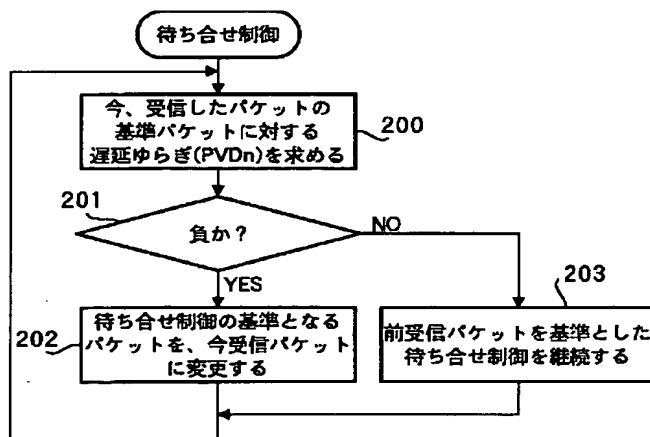 待ち合せ制御
今、受信したパケットの
基準パケットに対する
遅延ゆらぎ(PVDn)を求める
200
201
負か？
NO
YES
203
待ち合せ制御の基準となる
パケットを、今受信パケット
に変更する
202
前受信パケットを基準とした
待ち合せ制御を継続する